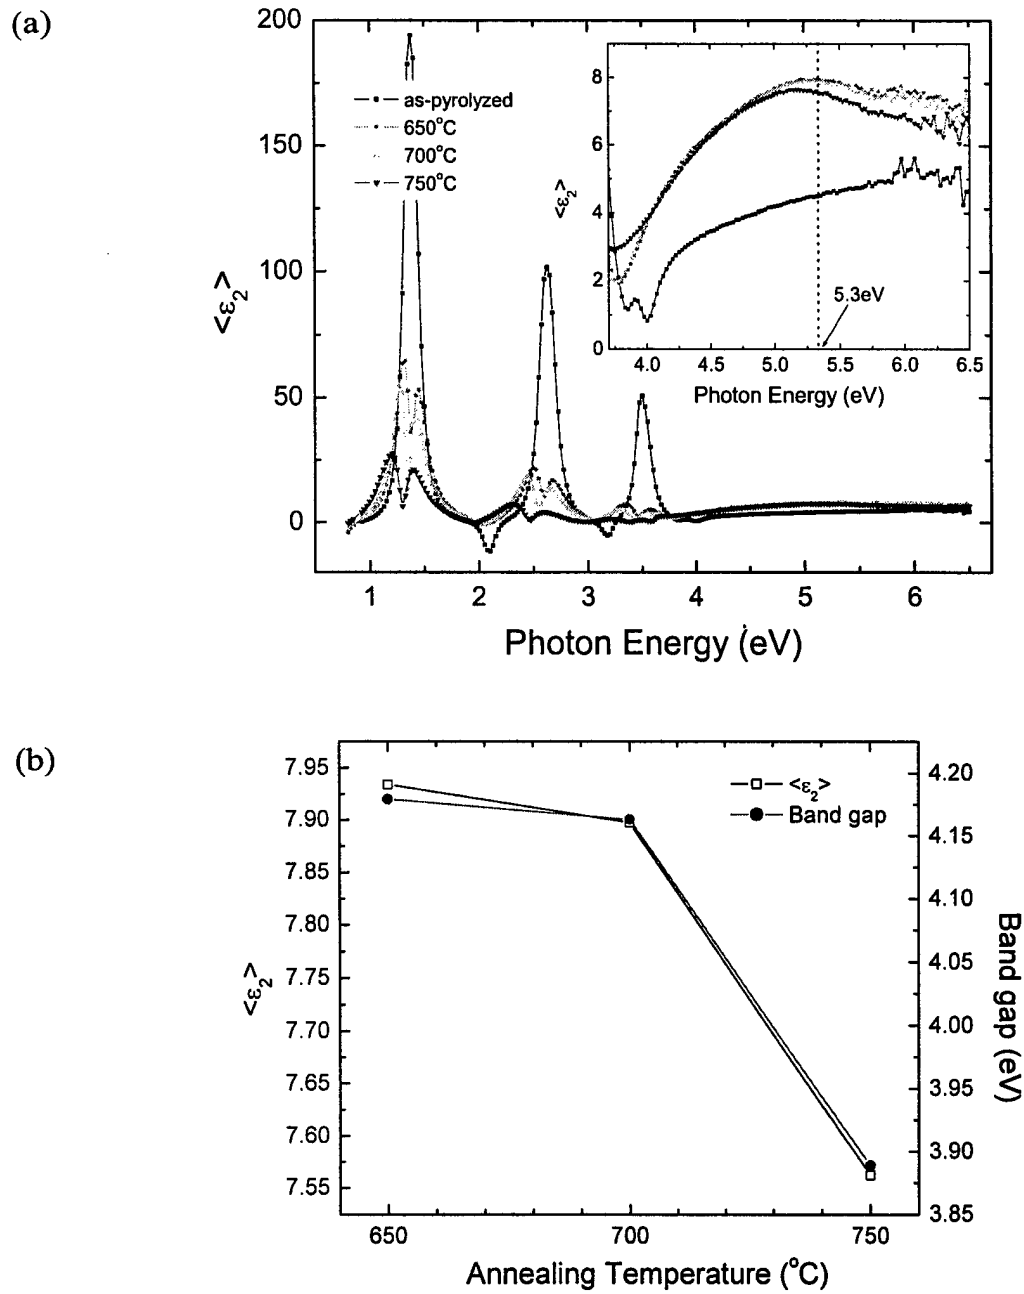 (a)
200
150
100
50
0
<ε2>
as-pyrolyzed
650°C
700°C
750°C
1 2 3 4 5 6
Photon Energy (eV)
8
6
4
2
0
<ε2>
5.3eV
4.0 4.5 5.0 5.5 6.0 6.5
Photon Energy (eV)
(b)
7.95
7.90
7.85
7.80
7.75
7.70
7.65
7.60
7.55
<ε2>
<ε2>
Band gap
4.20
4.15
4.10
4.05
4.00
3.95
3.90
3.85
Band gap (eV)
650 700 750
Annealing Temperature (°C)